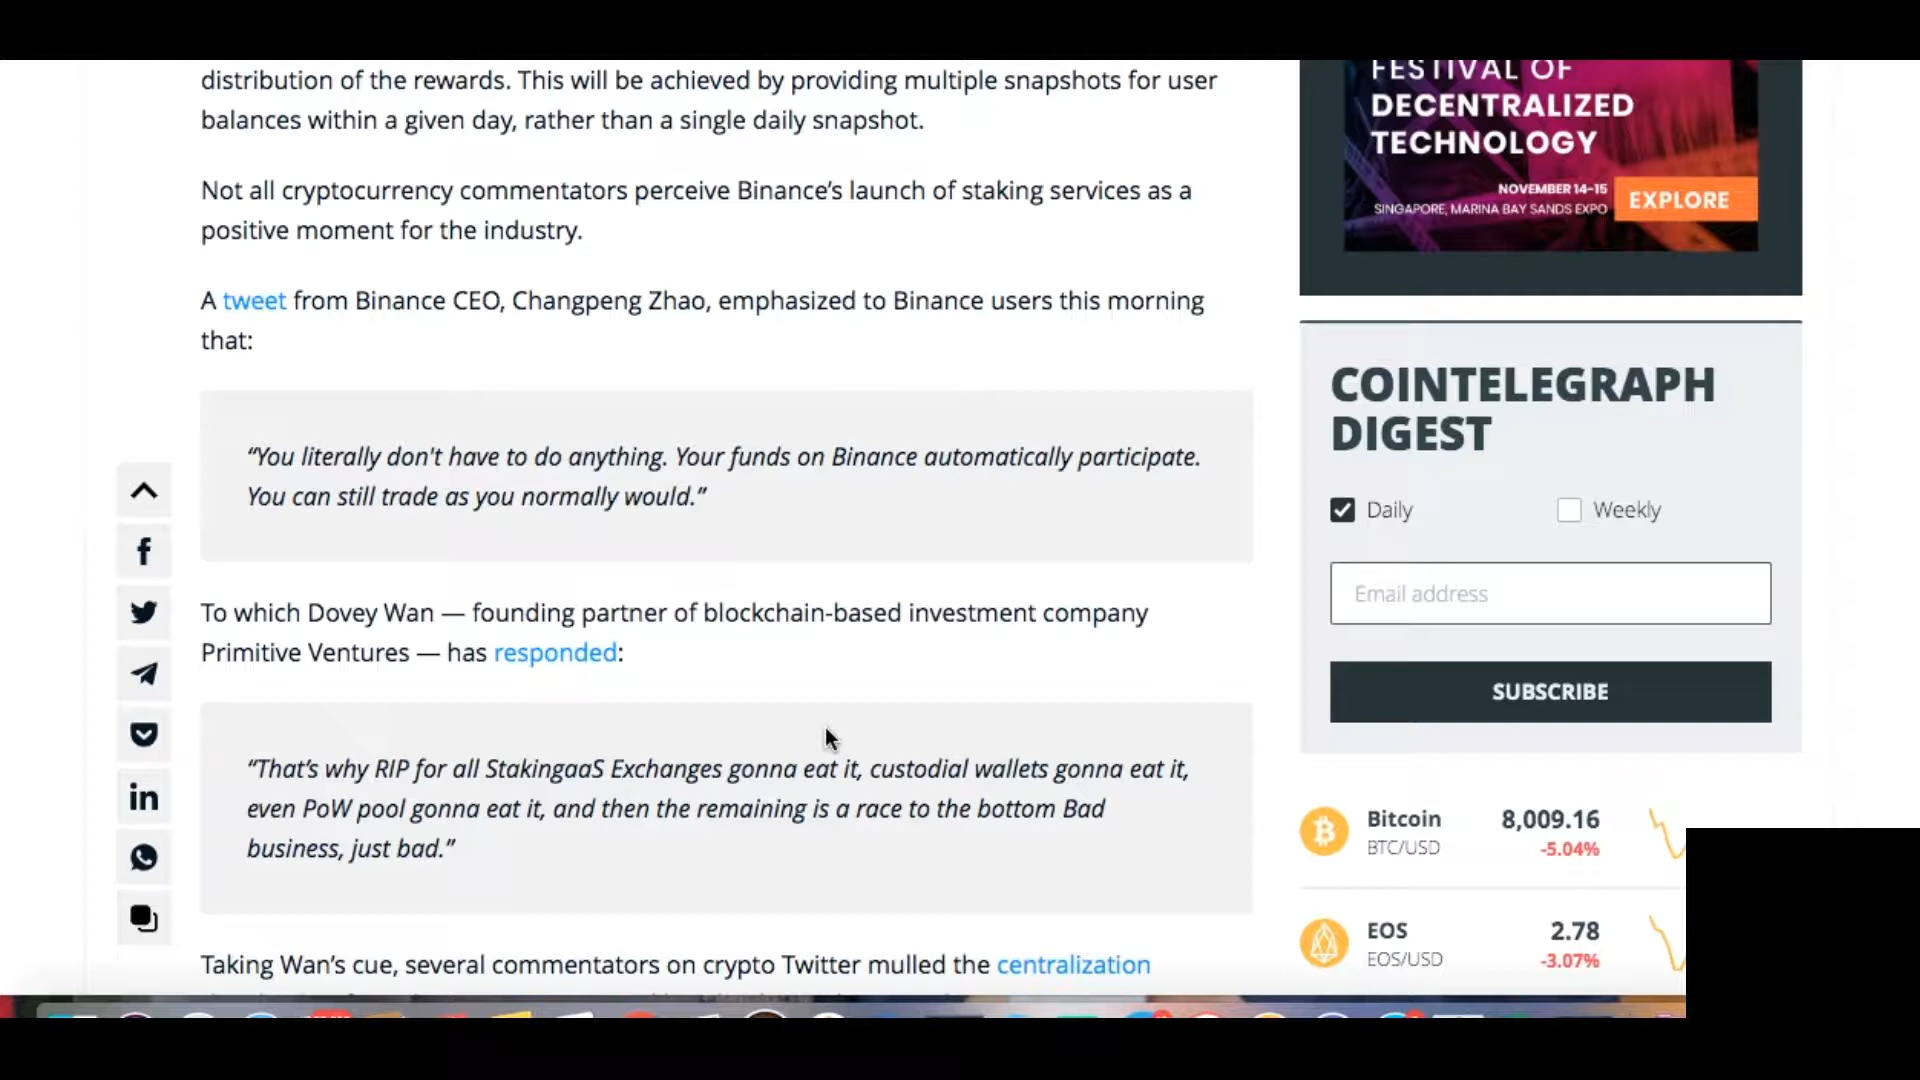 distribution of the rewards. This will be achieved by providing multiple snapshots for user
balances within a given day, rather than a single daily snapshot.
Not all cryptocurrency commentators perceive Binance’s launch of staking services as a
positive moment for the industry.
A tweet from Binance CEO, Changpeng Zhao, emphasized to Binance users this morning
that:
“You literally don't have to do anything. Your funds on Binance automatically participate.
You can still trade as you normally would.”
To which Dovey Wan — founding partner of blockchain-based investment company
Primitive Ventures — has responded:
“That’s why RIP for all StakingaaS Exchanges gonna eat it, custodial wallets gonna eat it,
even PoW pool gonna eat it, and then the remaining is a race to the bottom Bad
business, just bad.”
Taking Wan’s cue, several commentators on crypto Twitter mulled the centralization
FESTIVAL OF
DECENTRALIZED
TECHNOLOGY
NOVEMBER 14-15
SINGAPORE, MARINA BAY SANDS EXPO
EXPLORE
COINTELEGRAPH
DIGEST
Daily
Weekly
Email address
SUBSCRIBE
Bitcoin 8,009.16
BTC/USD -5.04%
EOS 2.78
EOS/USD -3.07%